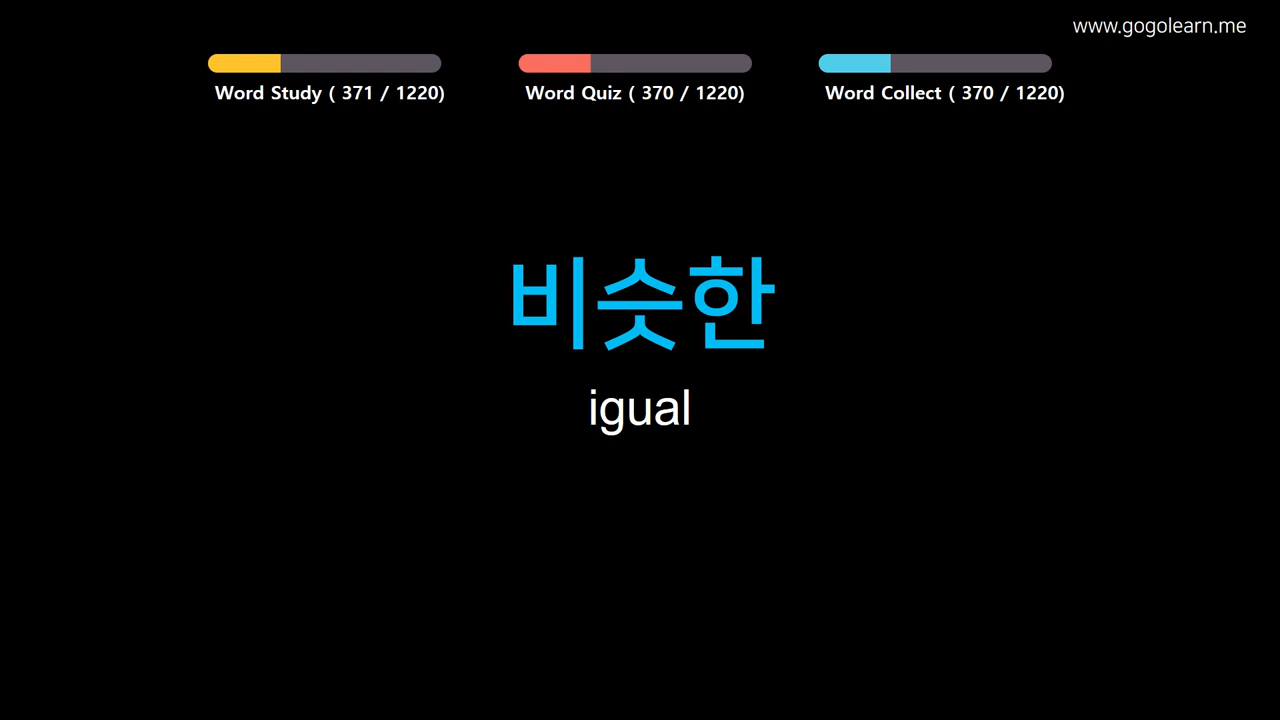 www.gogolearn.me
Word Study ( 371 / 1220)
Word Quiz ( 370 / 1220)
Word Collect ( 370 / 1220)
비슷한
igual